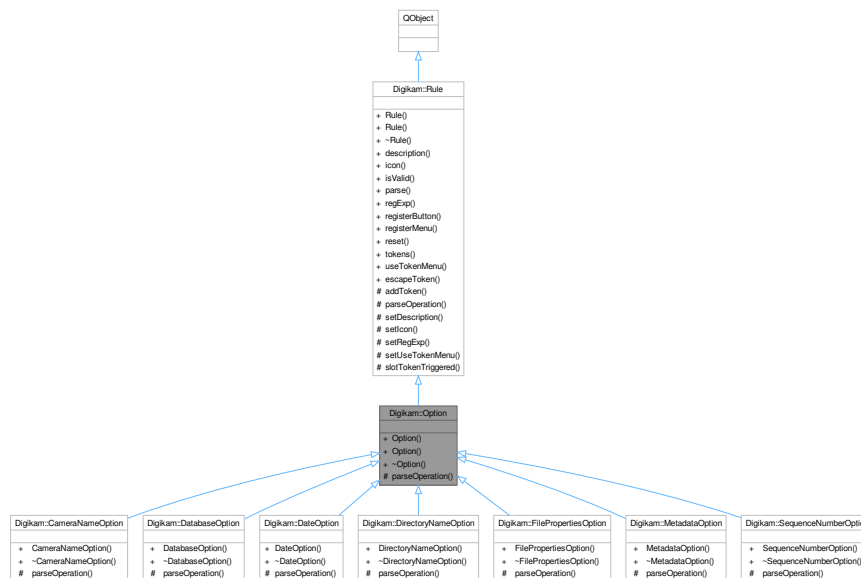 QObject
Digikam::Rule
+ Rule()
+ Rule()
+ ~Rule()
+ description()
+ icon()
+ isValid()
+ parse()
+ regExp()
+ registerButton()
+ registerMenu()
+ reset()
+ tokens()
+ useTokenMenu()
+ escapeToken()
# addToken()
# parseOperation()
# setDescription()
# setIcon()
# setRegExp()
# setUseTokenMenu()
# slotTokenTriggered()
Digikam::Option
+ Option()
+ Option()
+ ~Option()
# parseOperation()
Digikam::CameraNameOption
+ CameraNameOption()
+ ~CameraNameOption()
# parseOperation()
Digikam::DatabaseOption
+ DatabaseOption()
+ ~DatabaseOption()
# parseOperation()
Digikam::DateOption
+ DateOption()
+ ~DateOption()
# parseOperation()
Digikam::DirectoryNameOption
+ DirectoryNameOption()
+ ~DirectoryNameOption()
# parseOperation()
Digikam::FilePropertiesOption
+ FilePropertiesOption()
+ ~FilePropertiesOption()
# parseOperation()
Digikam::MetadataOption
+ MetadataOption()
+ ~MetadataOption()
# parseOperation()
Digikam::SequenceNumberOptio
+ SequenceNumberOption()
+ ~SequenceNumberOption()
# parseOperation()